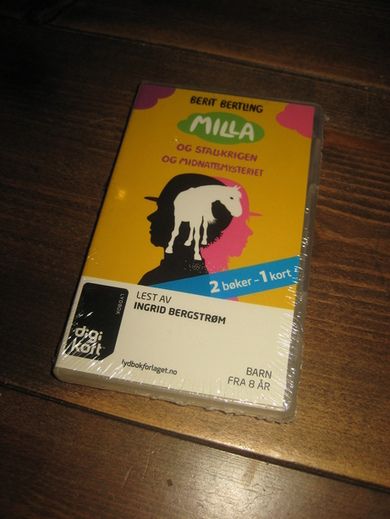 BERIT BERTLING
MILLA
OG STALLKRIGEN
OG MIDNATTSMYSTERIET
2 bøker – 1 kort
LYDBOK
digi
kort
LEST AV
INGRID BERGSTRØM
lydbokforlaget.no
BARN
FRA 8 ÅR